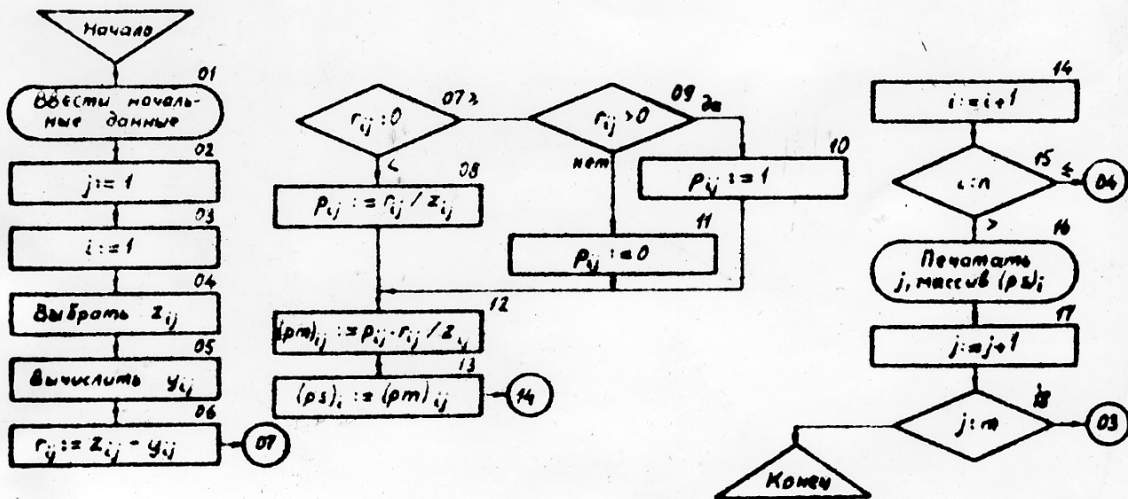 Начало
01
Ввести началь-
ные данные
02
j := 1
03
i := 1
04
Выбрать z_ij
05
Вычислить y_ij
06
r_ij := z_ij - y_ij
07
07 ≥
r_ij : 0
<
08
p_ij := r_ij / z_ij
09
да
r_ij > 0
нет
10
p_ij := 1
11
p_ij := 0
12
(pm)_ij := p_ij · r_ij / z_ij
13
(ps)_i := (pm)_ij
14
14
i := i+1
15
≤
i : n
04
>
16
Печатать
j, массив (ps)_i
17
j := j+1
18
j : m
03
Конец